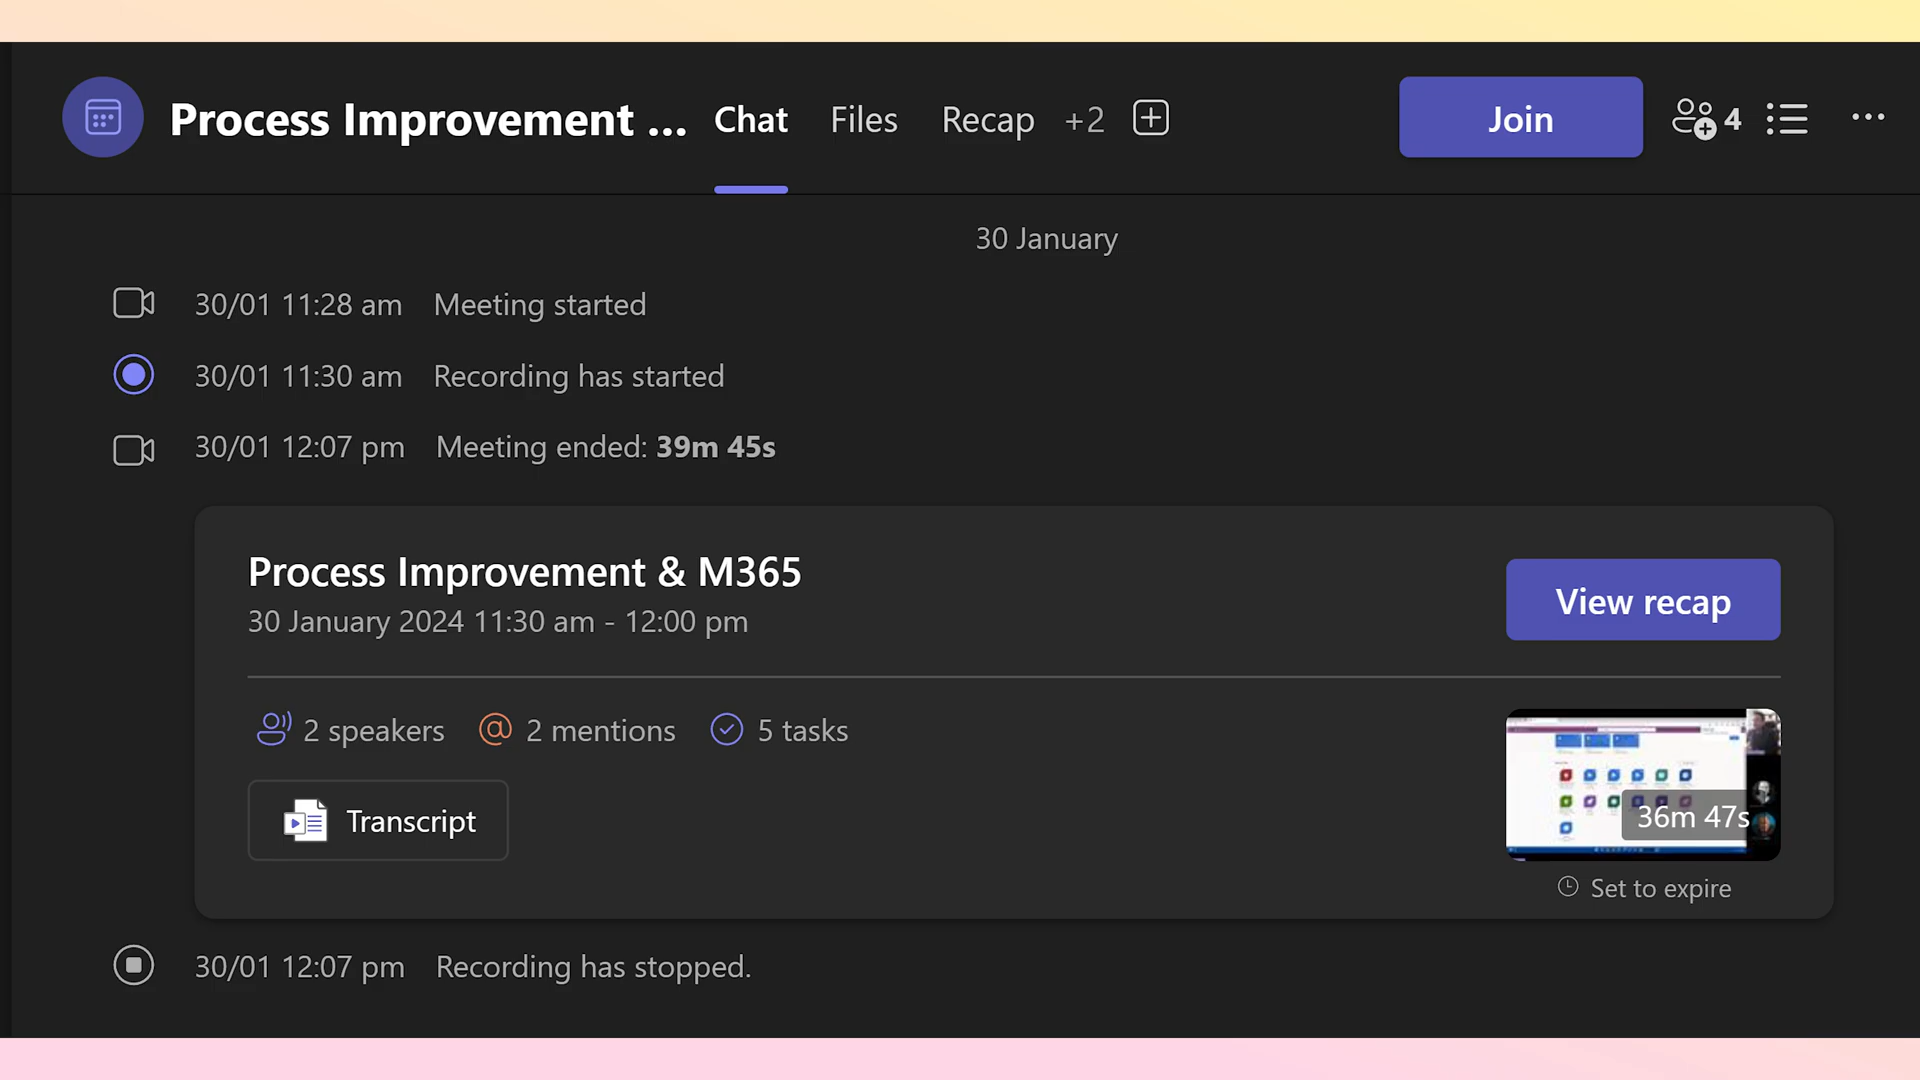 Process Improvement ... Chat Files Recap +2 Join 4
30 January
30/01 11:28 am Meeting started
30/01 11:30 am Recording has started
30/01 12:07 pm Meeting ended: 39m 45s
Process Improvement & M365
30 January 2024 11:30 am - 12:00 pm
View recap
2 speakers @ 2 mentions 5 tasks
Transcript
36m 47s
Set to expire
30/01 12:07 pm Recording has stopped.